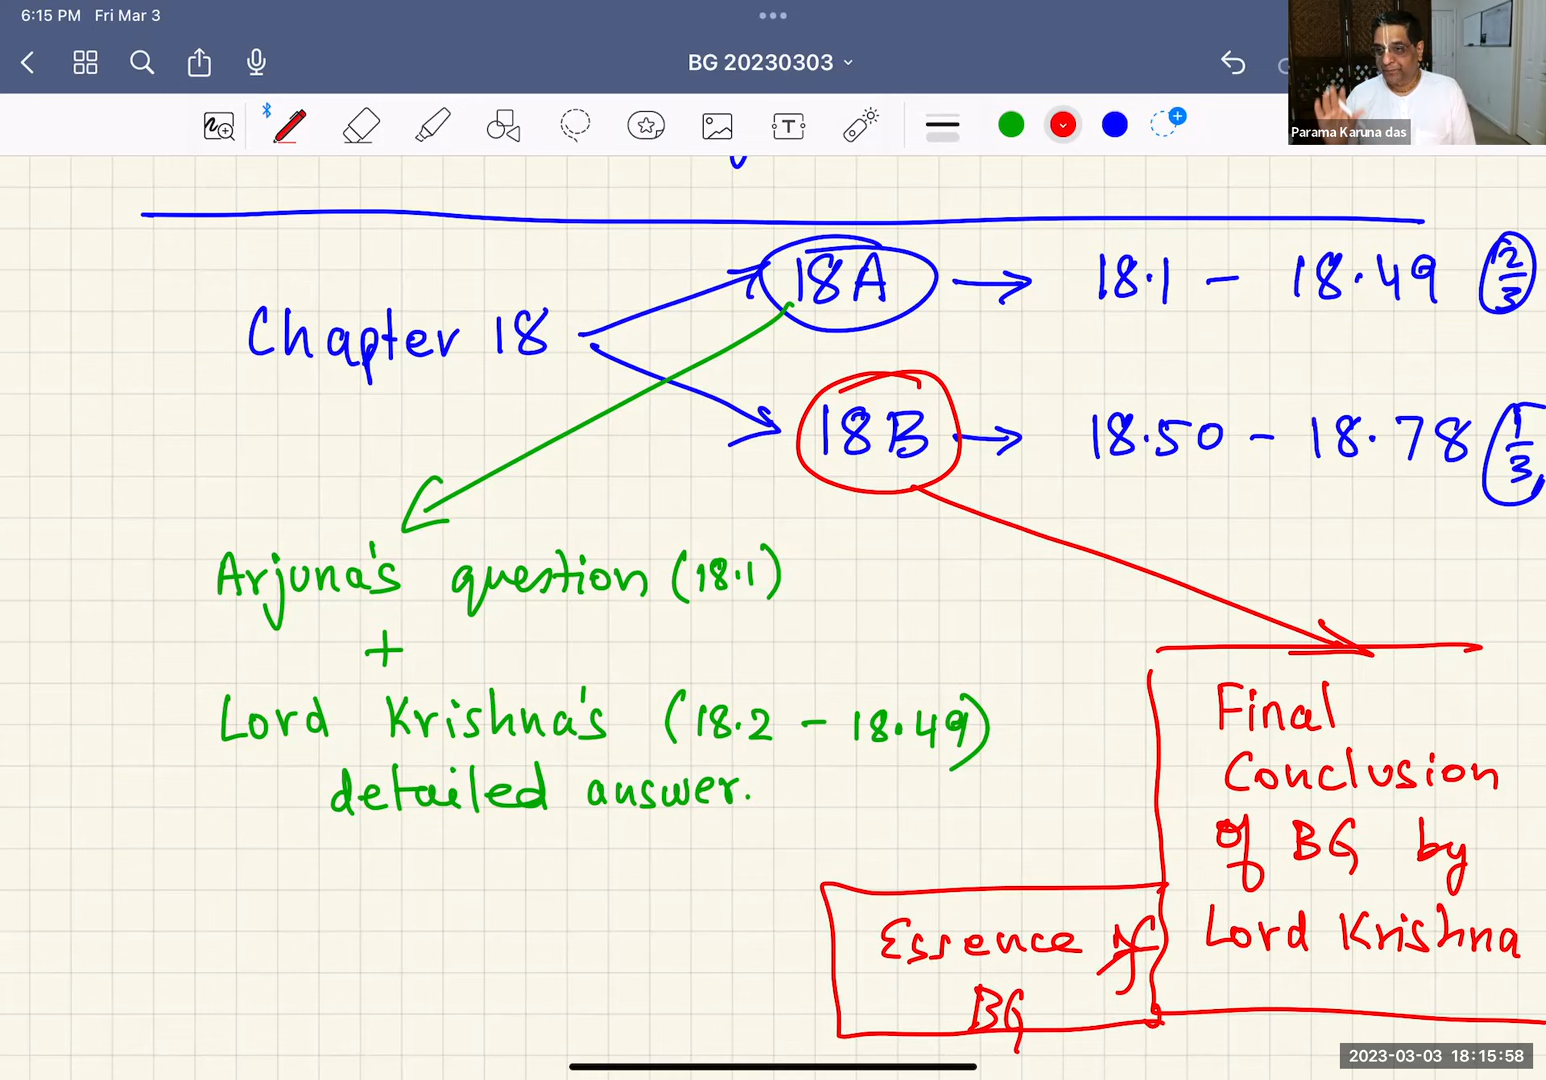 6:15 PM Fri Mar 3
BG 20230303
Parama Karuna das
18A → 18.1 - 18.49 2/3
Chapter 18
18B → 18.50 - 18.78 1/3
Arjuna's question (18.1)
+
Lord Krishna's (18.2 - 18.49)
detailed answer.
Final
Conclusion
of BG by
Lord Krishna
Essence of
BG
2023-03-03 18:15:58